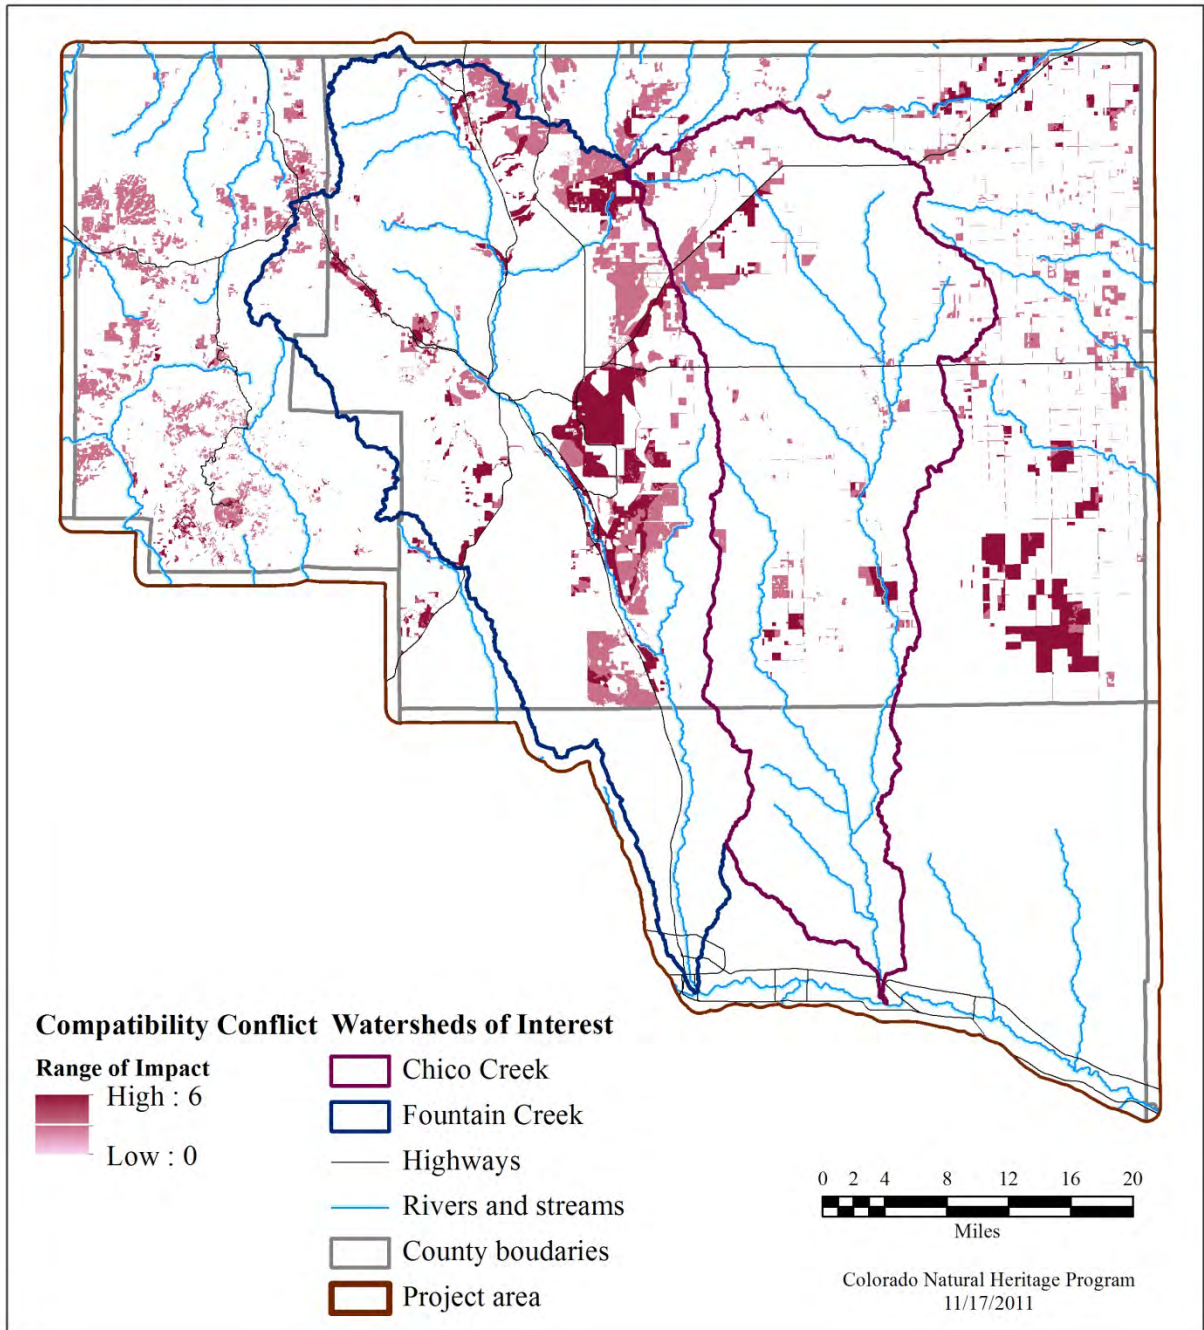 Compatibility Conflict
Range of Impact
High : 6
Low : 0
Watersheds of Interest
Chico Creek
Fountain Creek
Highways
Rivers and streams
County boudaries
Project area
0 2 4 8 12 16 20
Miles
Colorado Natural Heritage Program
11/17/2011